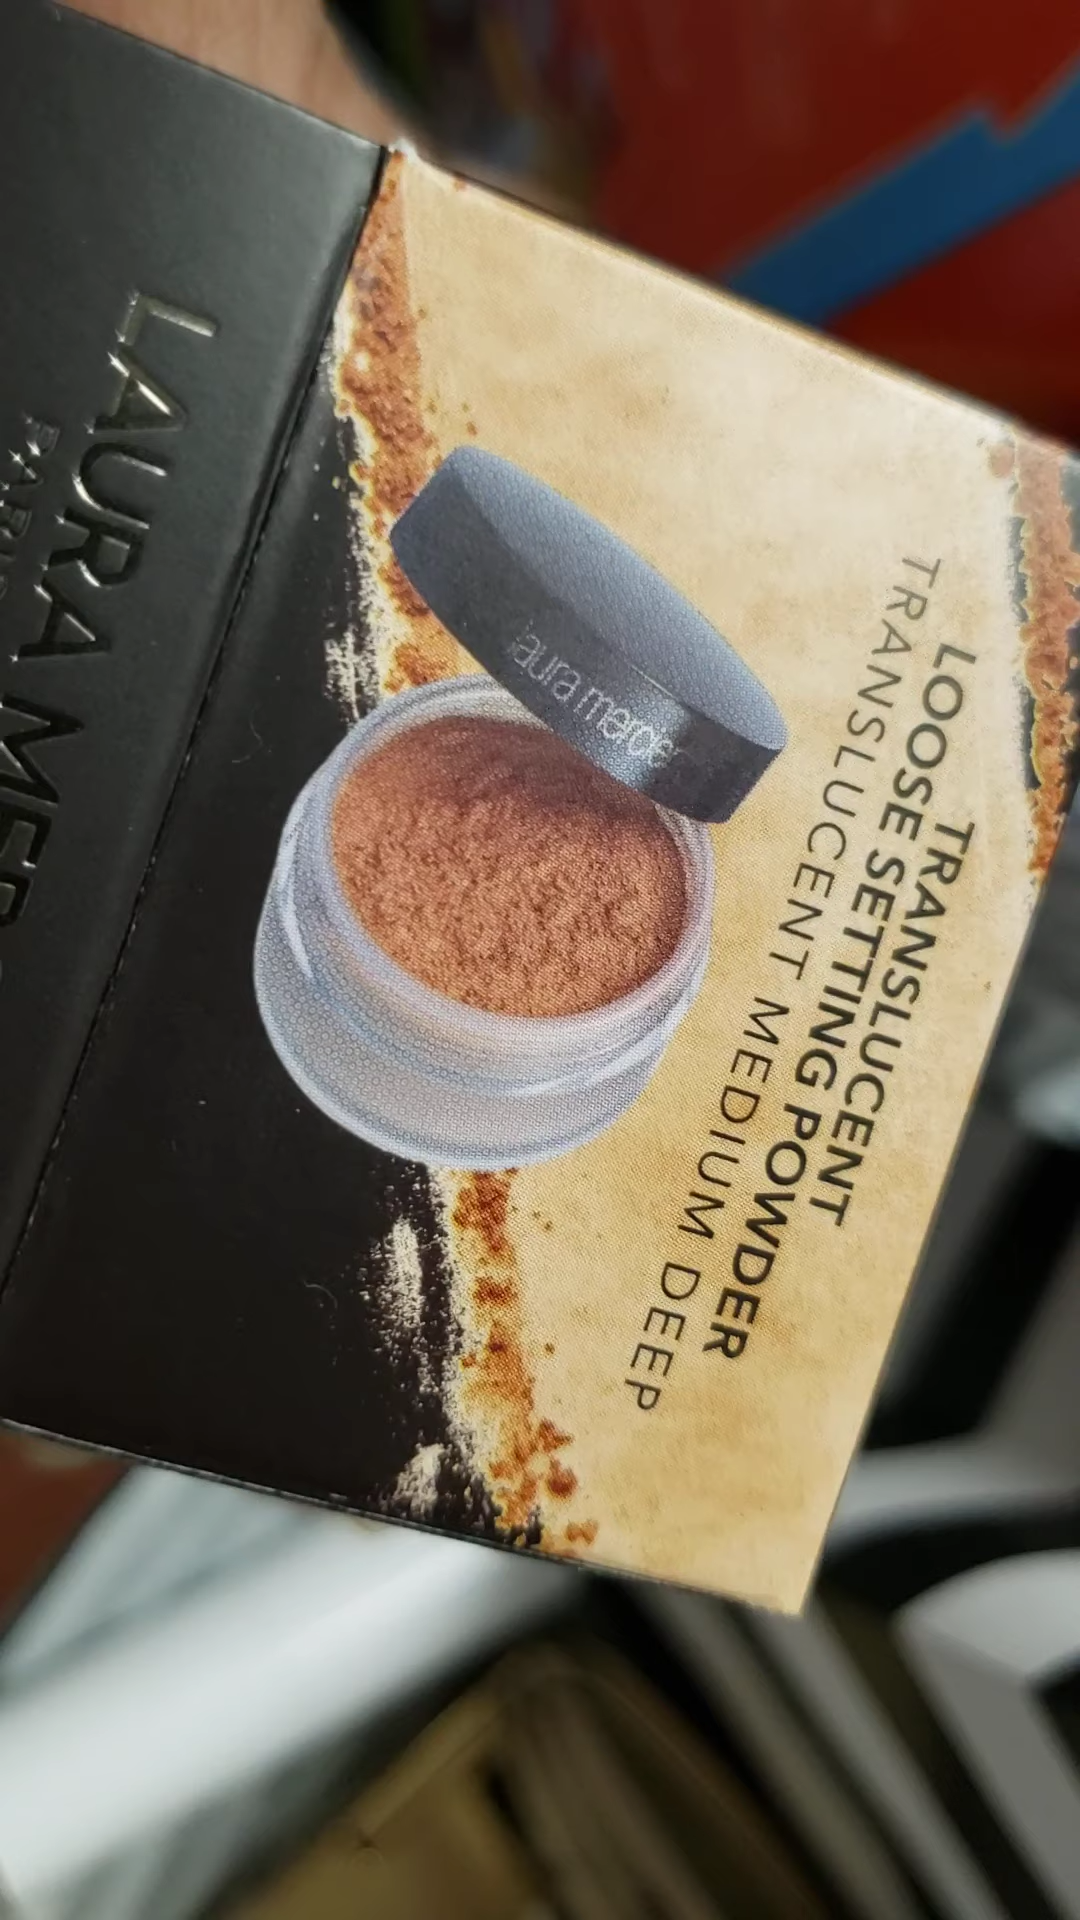 TRANSLUCENT
LOOSE SETTING POWDER
TRANSLUCENT MEDIUM DEEP
laura mercier
LAURA MER